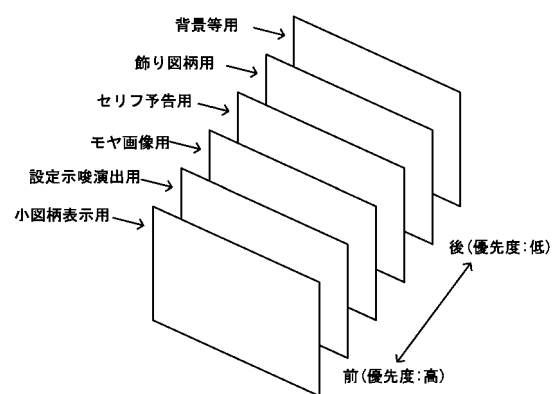 背景等用
飾り図柄用
セリフ予告用
モヤ画像用
設定示唆演出用
小図柄表示用
後(優先度:低)
前(優先度:高)